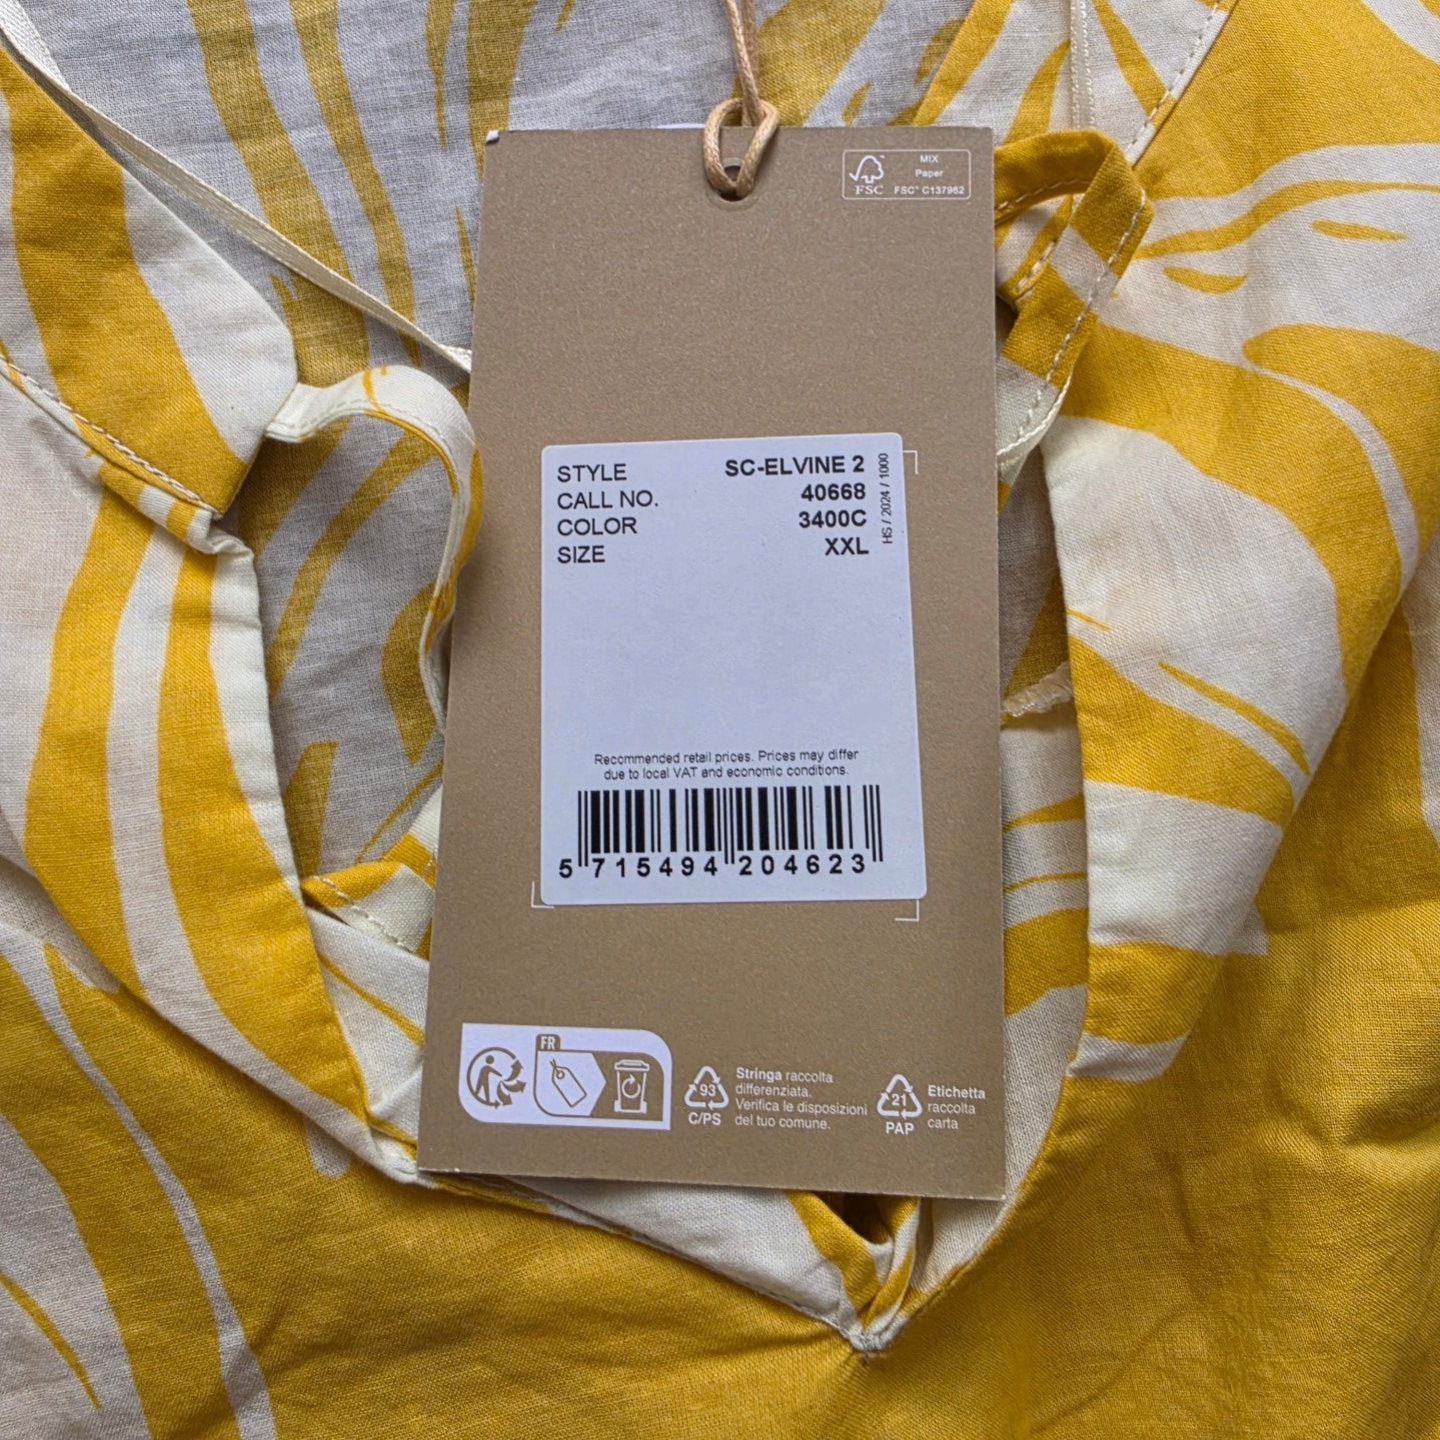 MIX
Paper
FSC™ C137962
FSC
STYLE SC-ELVINE 2
CALL NO. 40668
COLOR 3400C
SIZE XXL
HS / 2024 / 1000
Recommended retail prices. Prices may differ
due to local VAT and economic conditions.
5 715494 204623
FR
93
C/PS
Stringa raccolta
differenziata.
Verifica le disposizioni
del tuo comune.
21
PAP
Etichetta
raccolta
carta